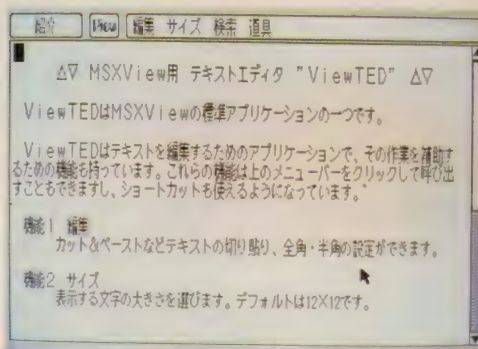 紹介 View 編集 サイズ 検索 道具
△▽ MSXView用 テキストエディタ "ViewTED" △▽
ViewTEDはMSXViewの標準アプリケーションの一つです。
ViewTEDはテキストを編集するためのアプリケーションで、その作業を補助す
るための機能も持っています。これらの機能は上のメニューバーをクリックして呼び出
すこともできますし、ショートカットも使えるようになっています。
機能1 編集
カット&ペーストなどテキストの切り貼り、全角・半角の設定ができます。
機能2 サイズ
表示する文字の大きさを選びます。デフォルトは12×12です。